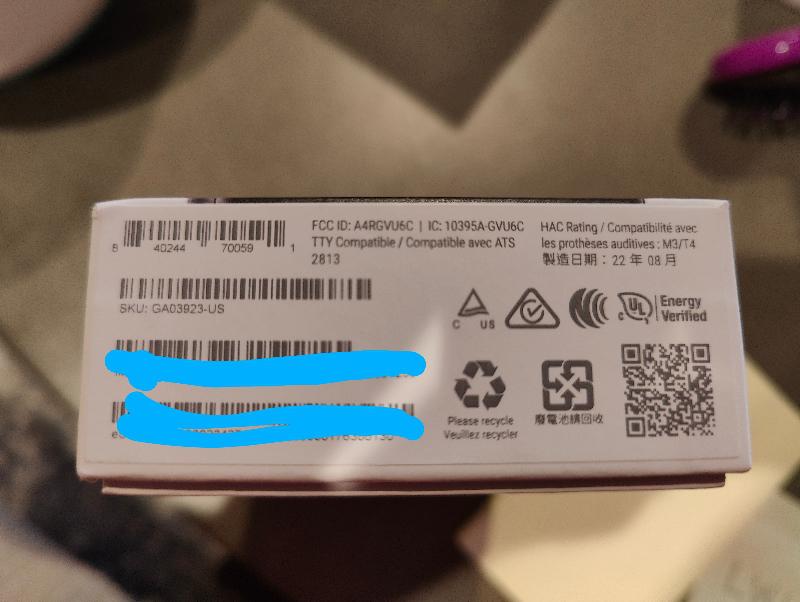 8 40244 70059 1
FCC ID: A4RGVU6C | IC: 10395A-GVU6C
TTY Compatible / Compatible avec ATS
2813
HAC Rating / Compatibilité avec
les prothèses auditives : M3/T4
製造日期：22 年 08 月
SKU: GA03923-US
C US
c UL
Energy
Verified
Please recycle
Veuillez recycler
廢電池請回收